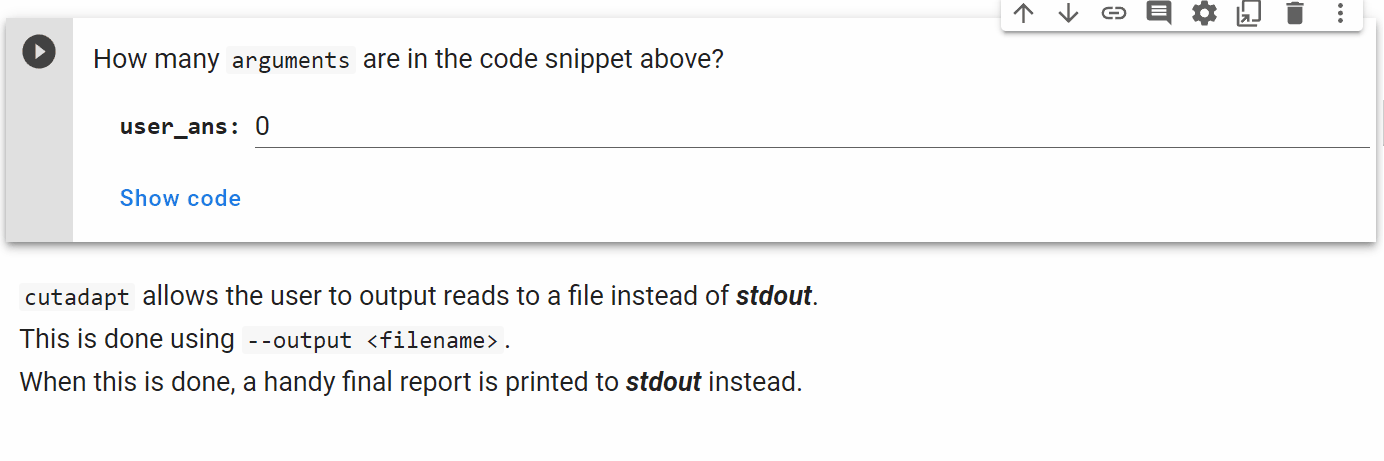 How many arguments are in the code snippet above?
user_ans: 0
Show code
cutadapt allows the user to output reads to a file instead of stdout.
This is done using --output <filename>.
When this is done, a handy final report is printed to stdout instead.